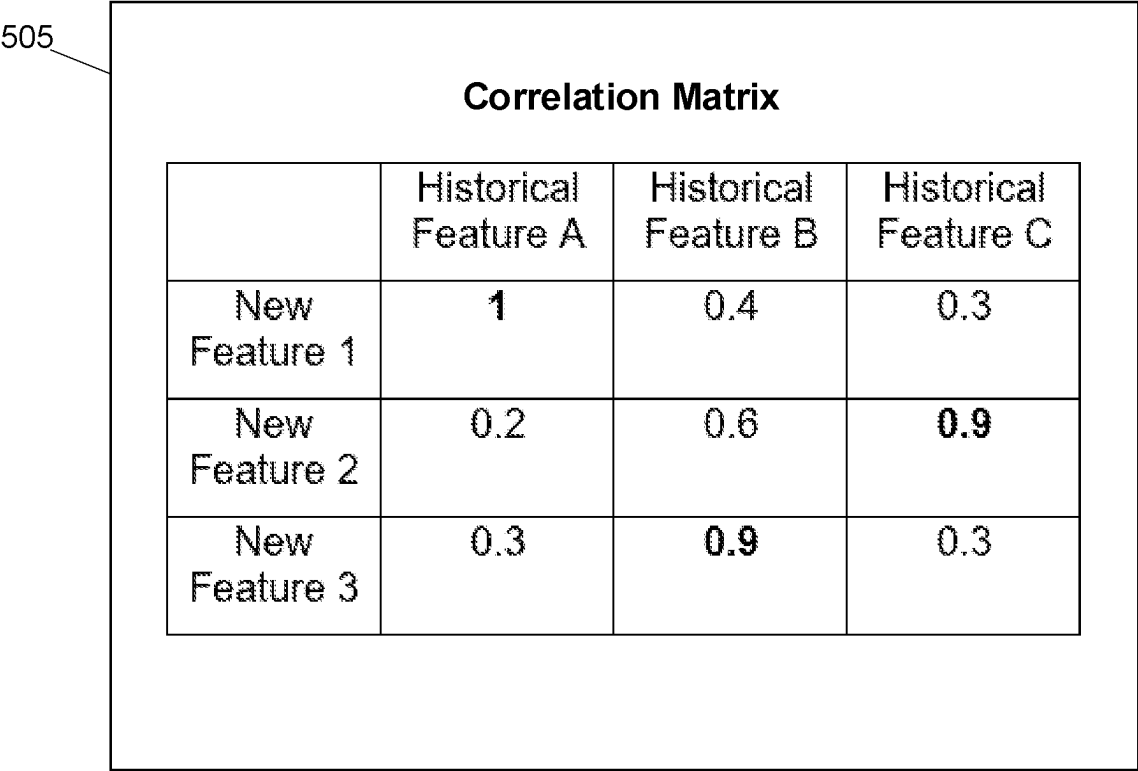 505
Correlation Matrix
Historical Historical Historical
Feature A Feature B Feature C
New 1 0.4 0.3
Feature 1
New 0.2 0.6 0.9
Feature 2
New 0.3 0.9 0.3
Feature 3